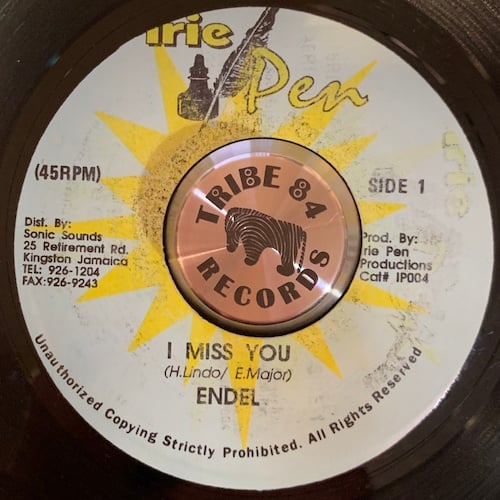 Irie
Pen
(45RPM)
SIDE 1
Dist. By:
Sonic Sounds
25 Retirement Rd.
Kingston Jamaica
TEL: 926-1204
FAX:926-9243
TRIBE 84
RECORDS
Prod. By:
Irie Pen
Productions
Cat# IP004
I MISS YOU
(H.Lindo/ E.Major)
ENDEL
Unauthorized Copying Strictly Prohibited. All Rights Reserved